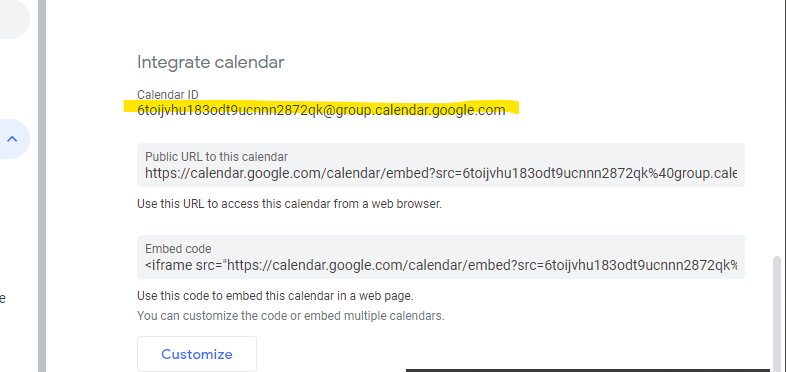 Integrate calendar
Calendar ID
6toijvhu183odt9ucnnn2872qk@group.calendar.google.com
Public URL to this calendar
https://calendar.google.com/calendar/embed?src=6toijvhu183odt9ucnnn2872qk%40group.cale
Use this URL to access this calendar from a web browser.
Embed code
<iframe src="https://calendar.google.com/calendar/embed?src=6toijvhu183odt9ucnnn2872qk%
Use this code to embed this calendar in a web page.
e
You can customize the code or embed multiple calendars.
Customize